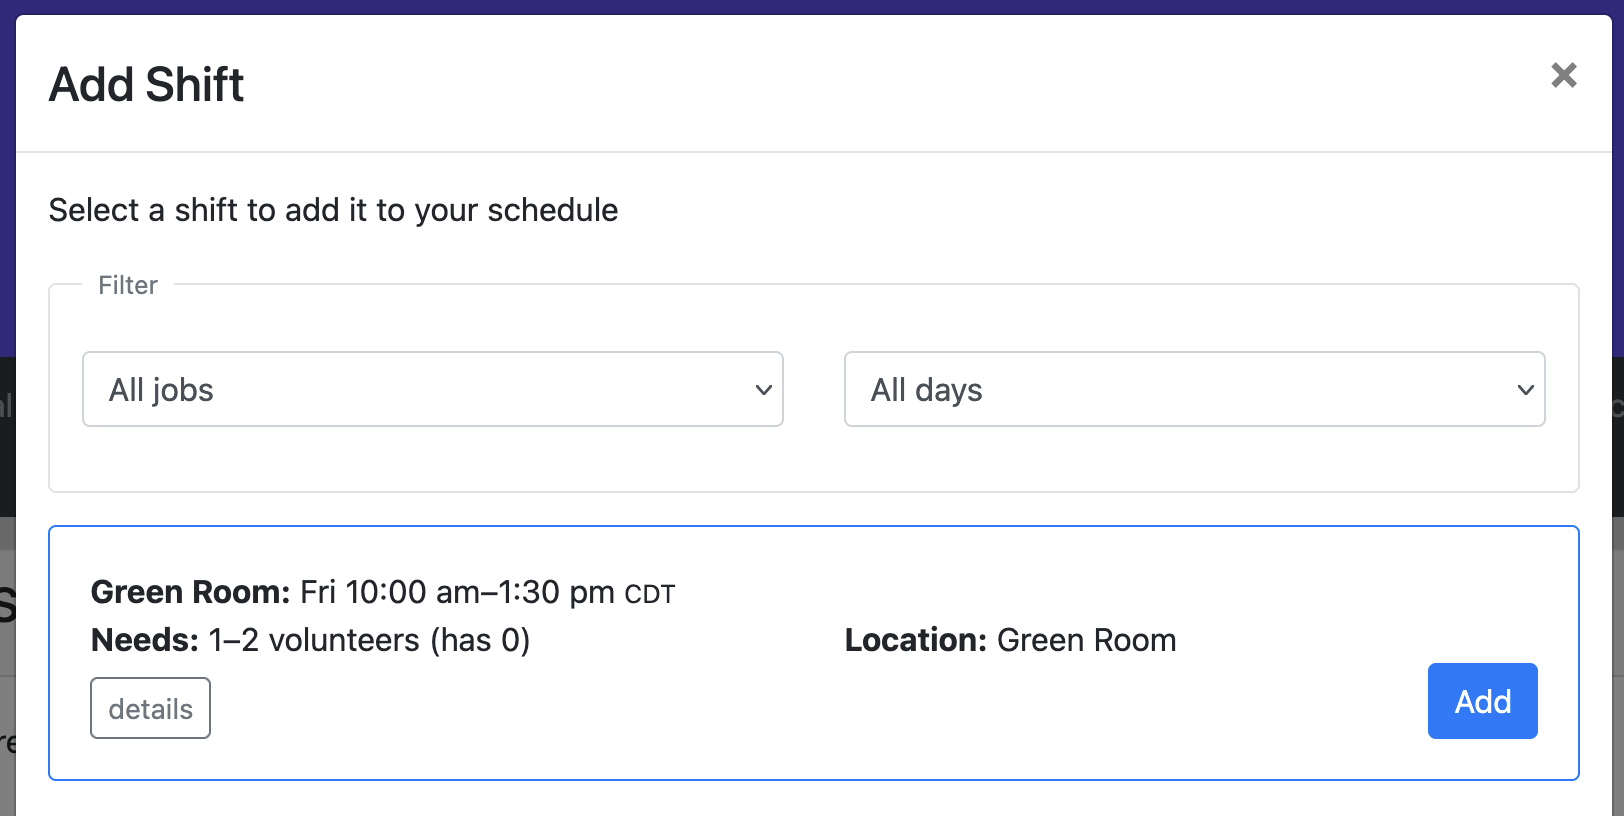 Add Shift
Select a shift to add it to your schedule
Filter
All jobs
All days
Green Room: Fri 10:00 am–1:30 pm CDT
Needs: 1–2 volunteers (has 0)
Location: Green Room
details
Add